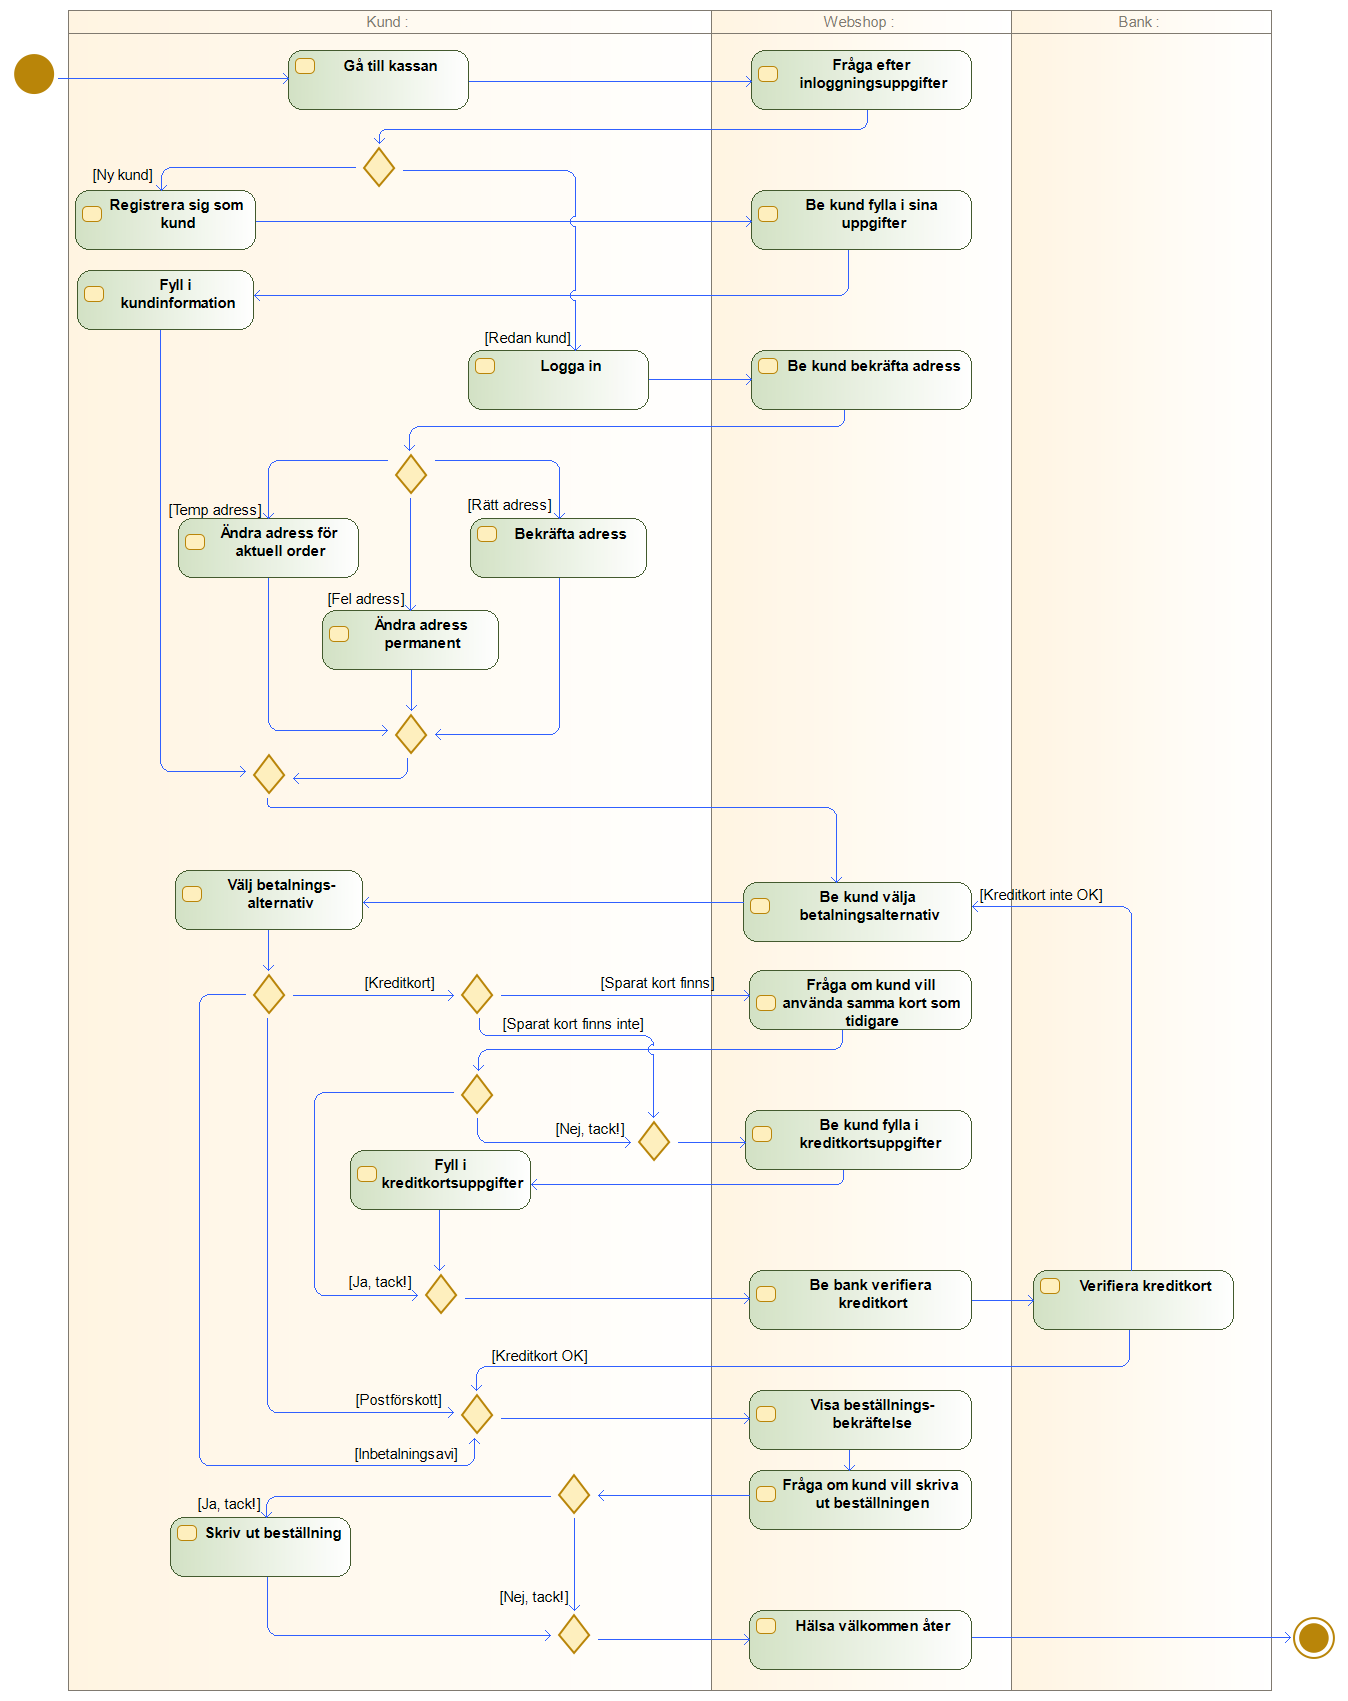 Kund :
Webshop :
Bank :
Gå till kassan
Fråga efter
inloggningsuppgifter
[Ny kund]
Registrera sig som
kund
Be kund fylla i sina
uppgifter
Fyll i
kundinformation
[Redan kund]
Logga in
Be kund bekräfta adress
[Temp adress]
[Rätt adress]
Ändra adress för
aktuell order
Bekräfta adress
[Fel adress]
Ändra adress
permanent
Välj betalnings-
alternativ
Be kund välja
betalningsalternativ
[Kreditkort inte OK]
[Kreditkort]
[Sparat kort finns]
Fråga om kund vill
använda samma kort som
tidigare
[Sparat kort finns inte]
[Nej, tack!]
Be kund fylla i
kreditkortsuppgifter
Fyll i
kreditkortsuppgifter
[Ja, tack!]
Be bank verifiera
kreditkort
Verifiera kreditkort
[Kreditkort OK]
[Postförskott]
Visa beställnings-
bekräftelse
[Inbetalningsavi]
Fråga om kund vill skriva
ut beställningen
[Ja, tack!]
Skriv ut beställning
[Nej, tack!]
Hälsa välkommen åter